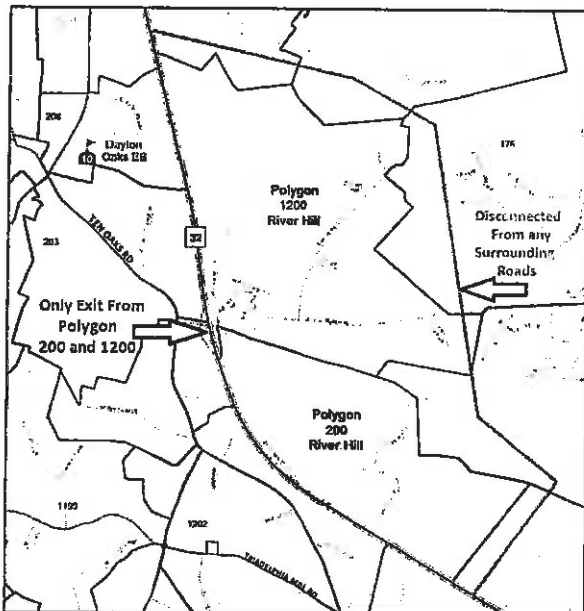 206
Dayton
Oaks ES
10
176
Polygon
1200
River Hill
Disconnected
From any
Surrounding
Roads
TEN OAKS RD
32
203
Only Exit From
Polygon
200 and 1200
Polygon
200
River Hill
1202
TRIADELPHIA MILL RD